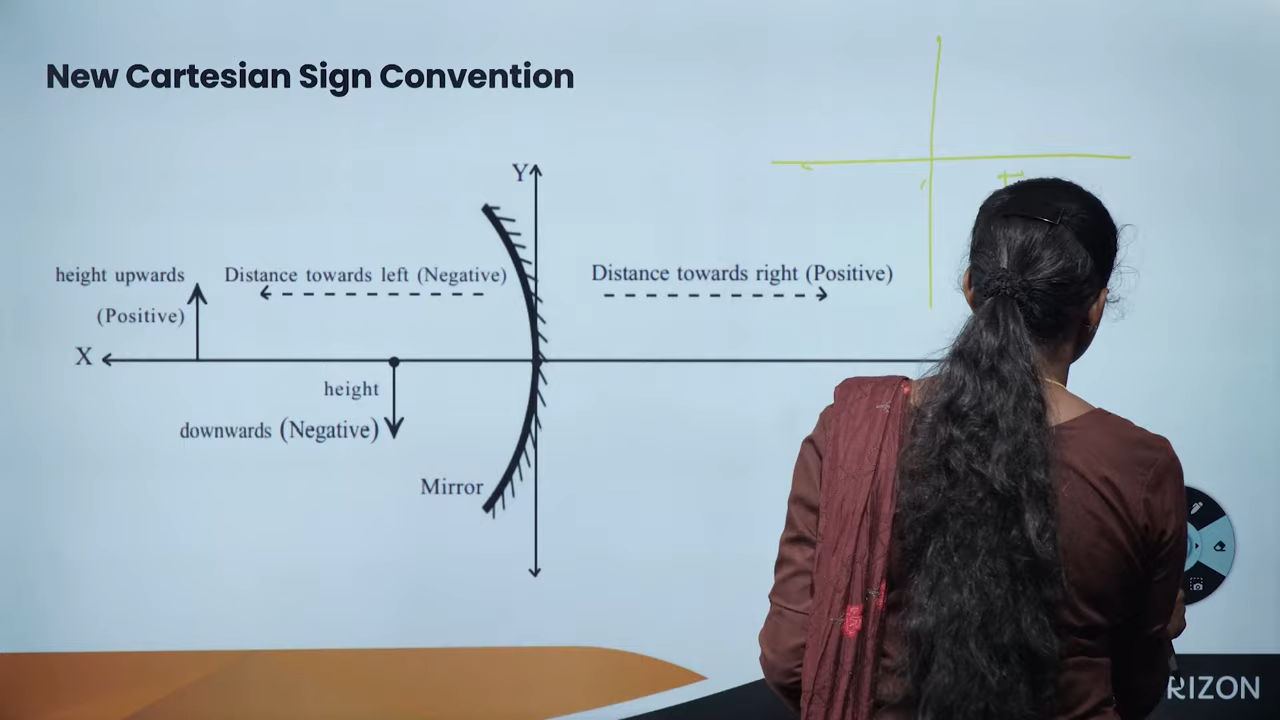 New Cartesian Sign Convention
Y
height upwards
(Positive)
Distance towards left (Negative)
Distance towards right (Positive)
X
height
downwards (Negative)
Mirror
RIZON